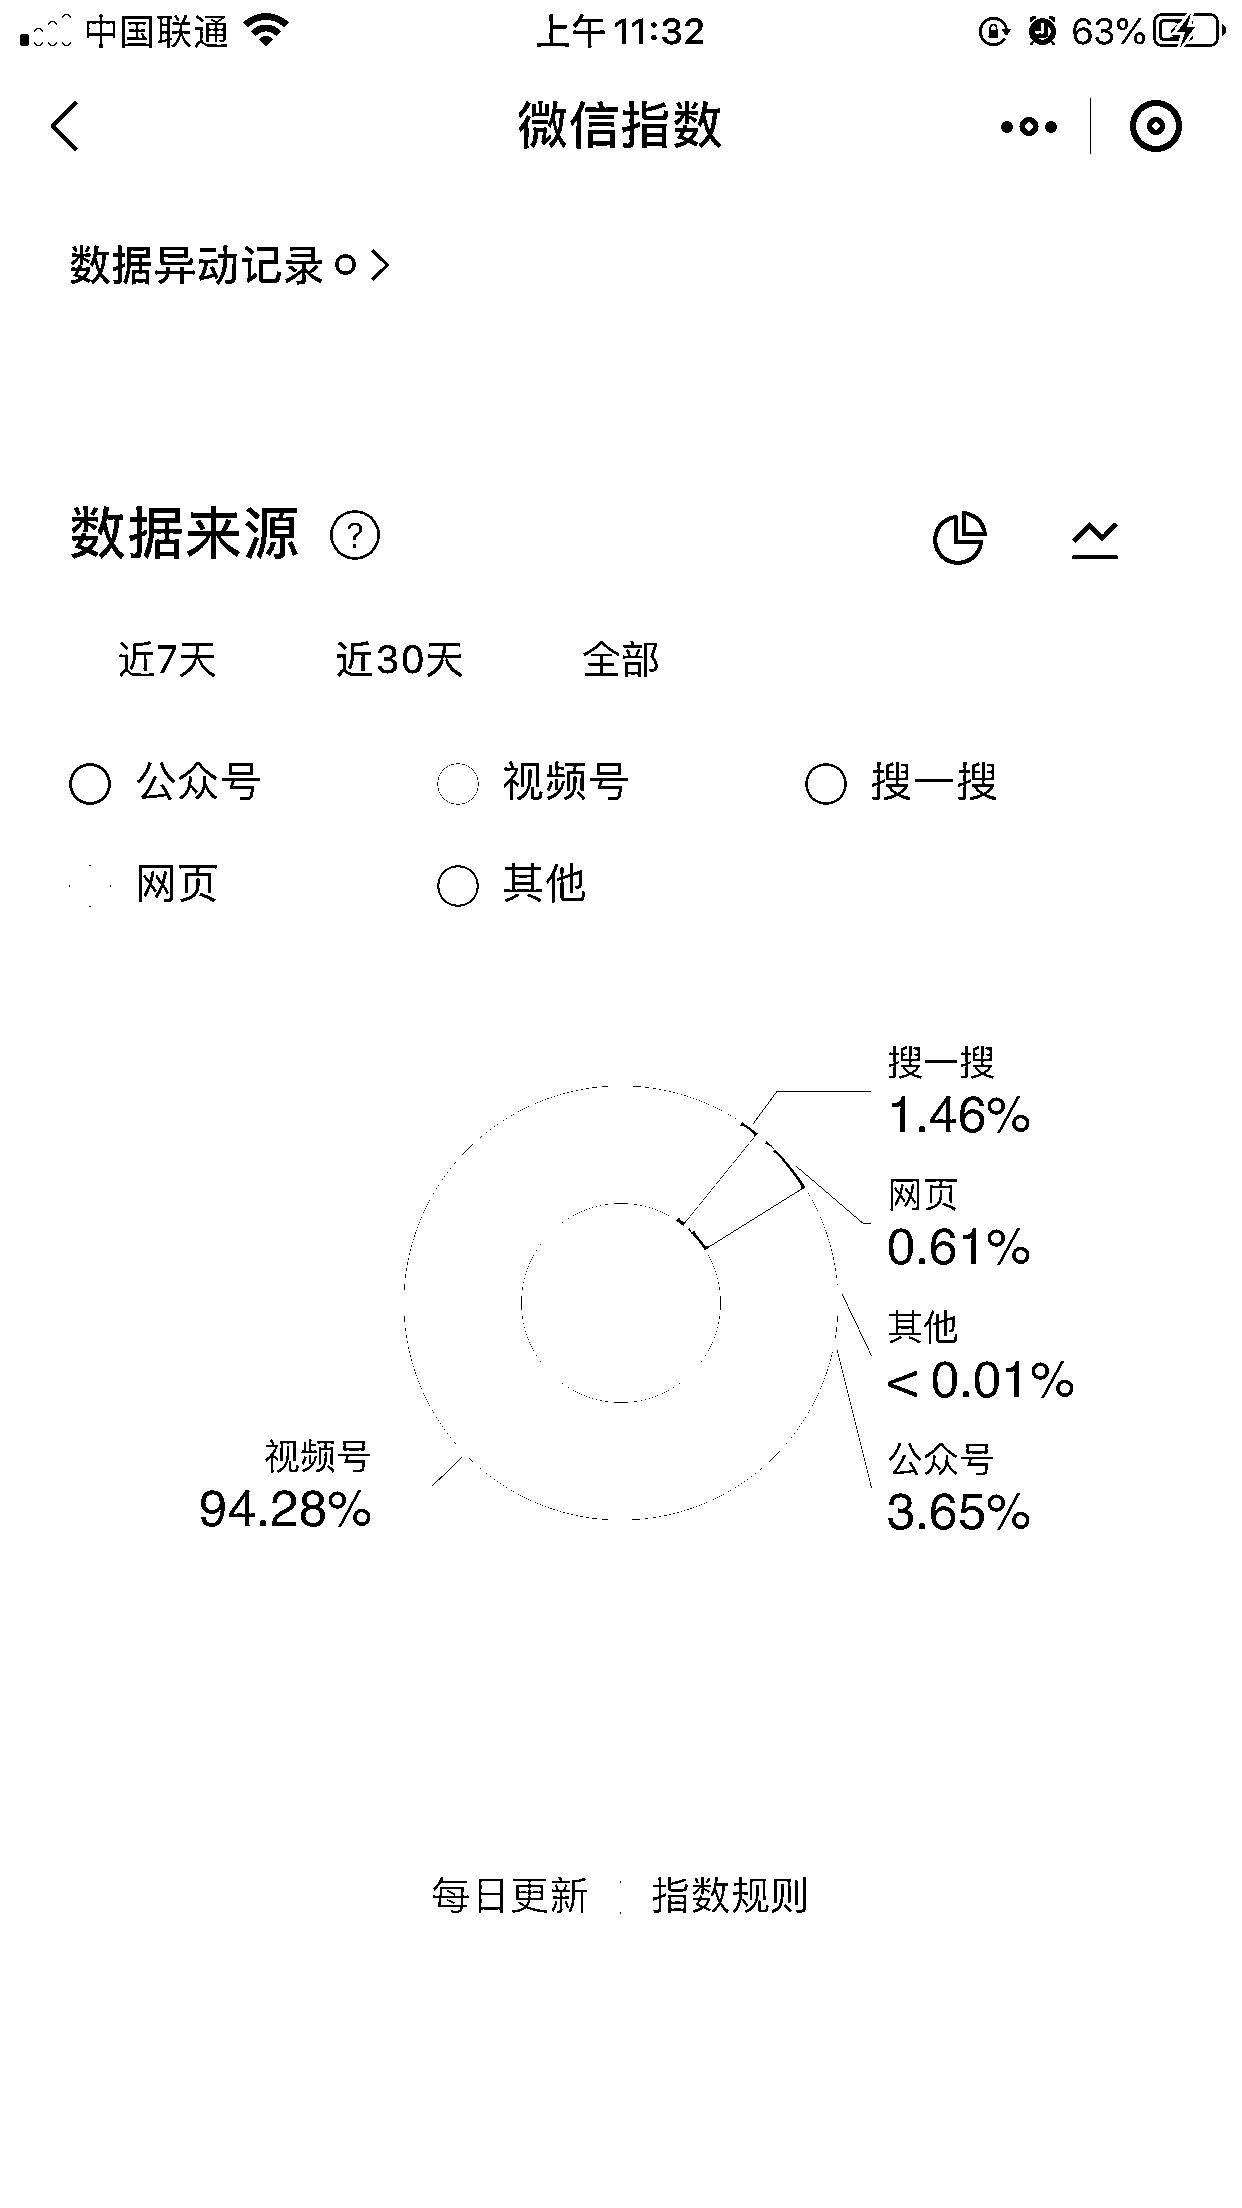 中国联通
上午11:32
63%
微信指数
数据异动记录
数据来源 ?
近7天 近30天 全部
公众号 视频号 搜一搜
网页 其他
搜一搜
1.46%
网页
0.61%
其他
< 0.01%
公众号
3.65%
视频号
94.28%
每日更新 指数规则